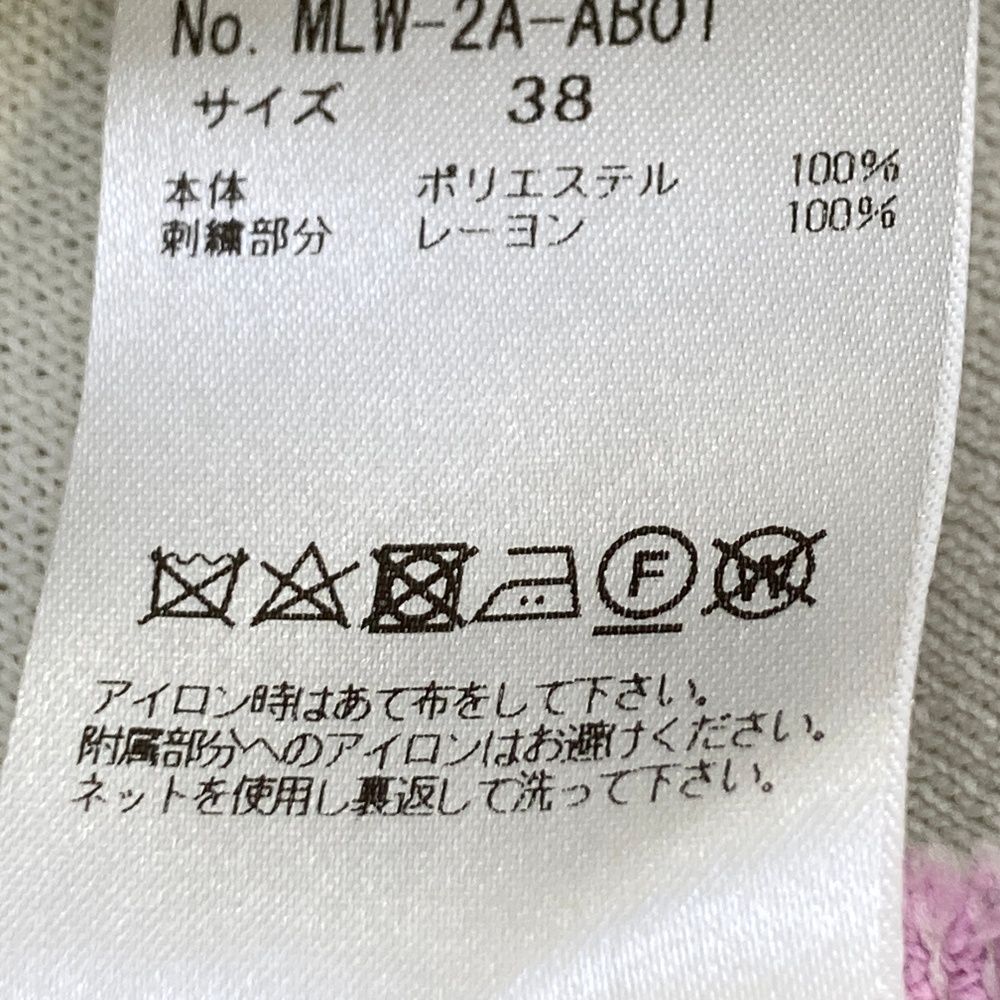 No. MLW-2A-AB01
サイズ 38
本体 ポリエステル 100%
刺繍部分 レーヨン 100%
F W
アイロン時はあて布をして下さい。
附属部分へのアイロンはお避けください。
ネットを使用し裏返して洗って下さい。